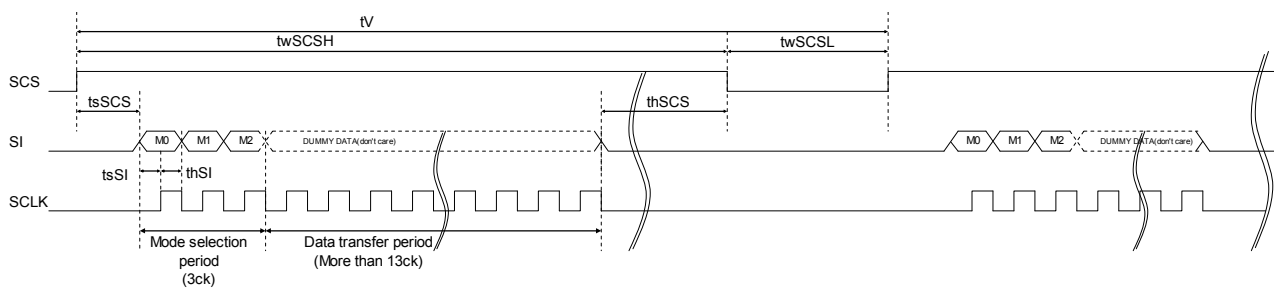 tV
twSCSH twSCSL
SCS
tsSCS thSCS
SI M0 M1 M2 DUMMY DATA(don't care) M0 M1 M2 DUMMY DATA(don't care)
tsSI thSI
SCLK
Mode selection period (3ck)
Data transfer period (More than 13ck)